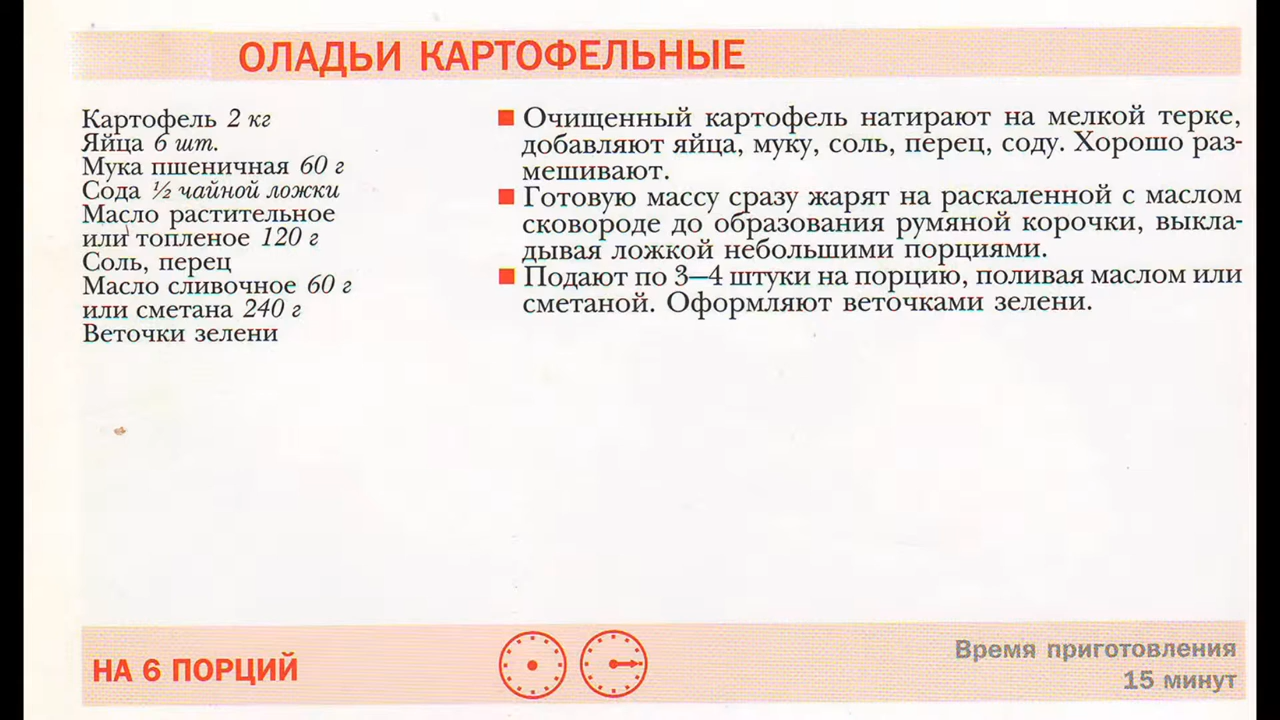 ОЛАДЬИ КАРТОФЕЛЬНЫЕ
Картофель 2 кг
Яйца 6 шт.
Мука пшеничная 60 г
Сода ½ чайной ложки
Масло растительное
или топленое 120 г
Соль, перец
Масло сливочное 60 г
или сметана 240 г
Веточки зелени
Очищенный картофель натирают на мелкой терке,
добавляют яйца, муку, соль, перец, соду. Хорошо раз-
мешивают.
Готовую массу сразу жарят на раскаленной с маслом
сковороде до образования румяной корочки, выкла-
дывая ложкой небольшими порциями.
Подают по 3—4 штуки на порцию, поливая маслом или
сметаной. Оформляют веточками зелени.
НА 6 ПОРЦИЙ
Время приготовления
15 минут